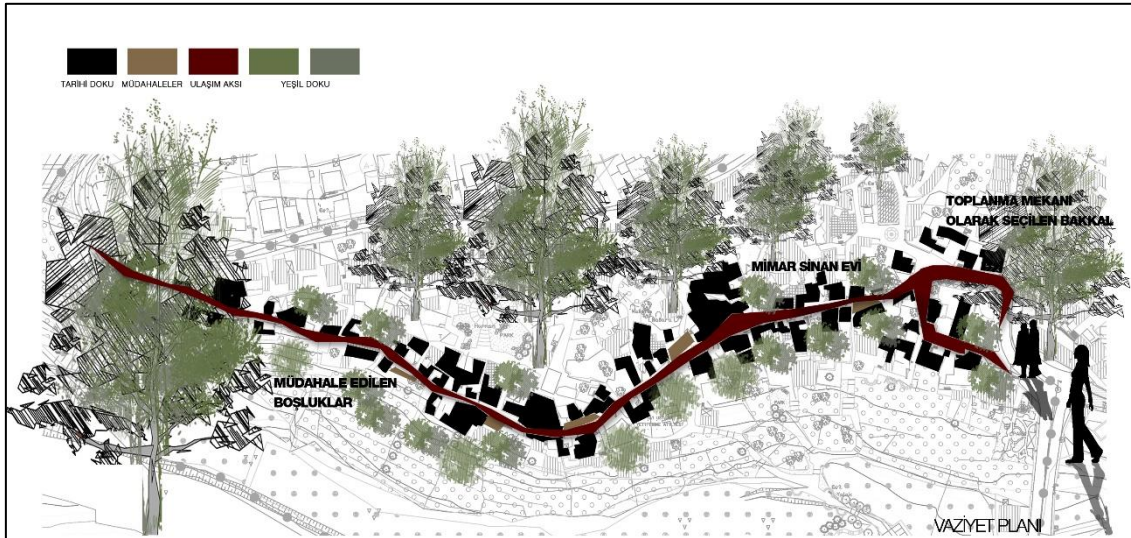 TARİHİ DOKU MÜDAHALELER ULAŞIM AKSI YEŞİL DOKU
TOPLANMA MEKANI
OLARAK SEÇİLEN BAKKAL
MİMAR SİNAN EVİ
PARK
MÜDAHALE EDİLEN
BOŞLUKLAR
VAZİYET PLANI